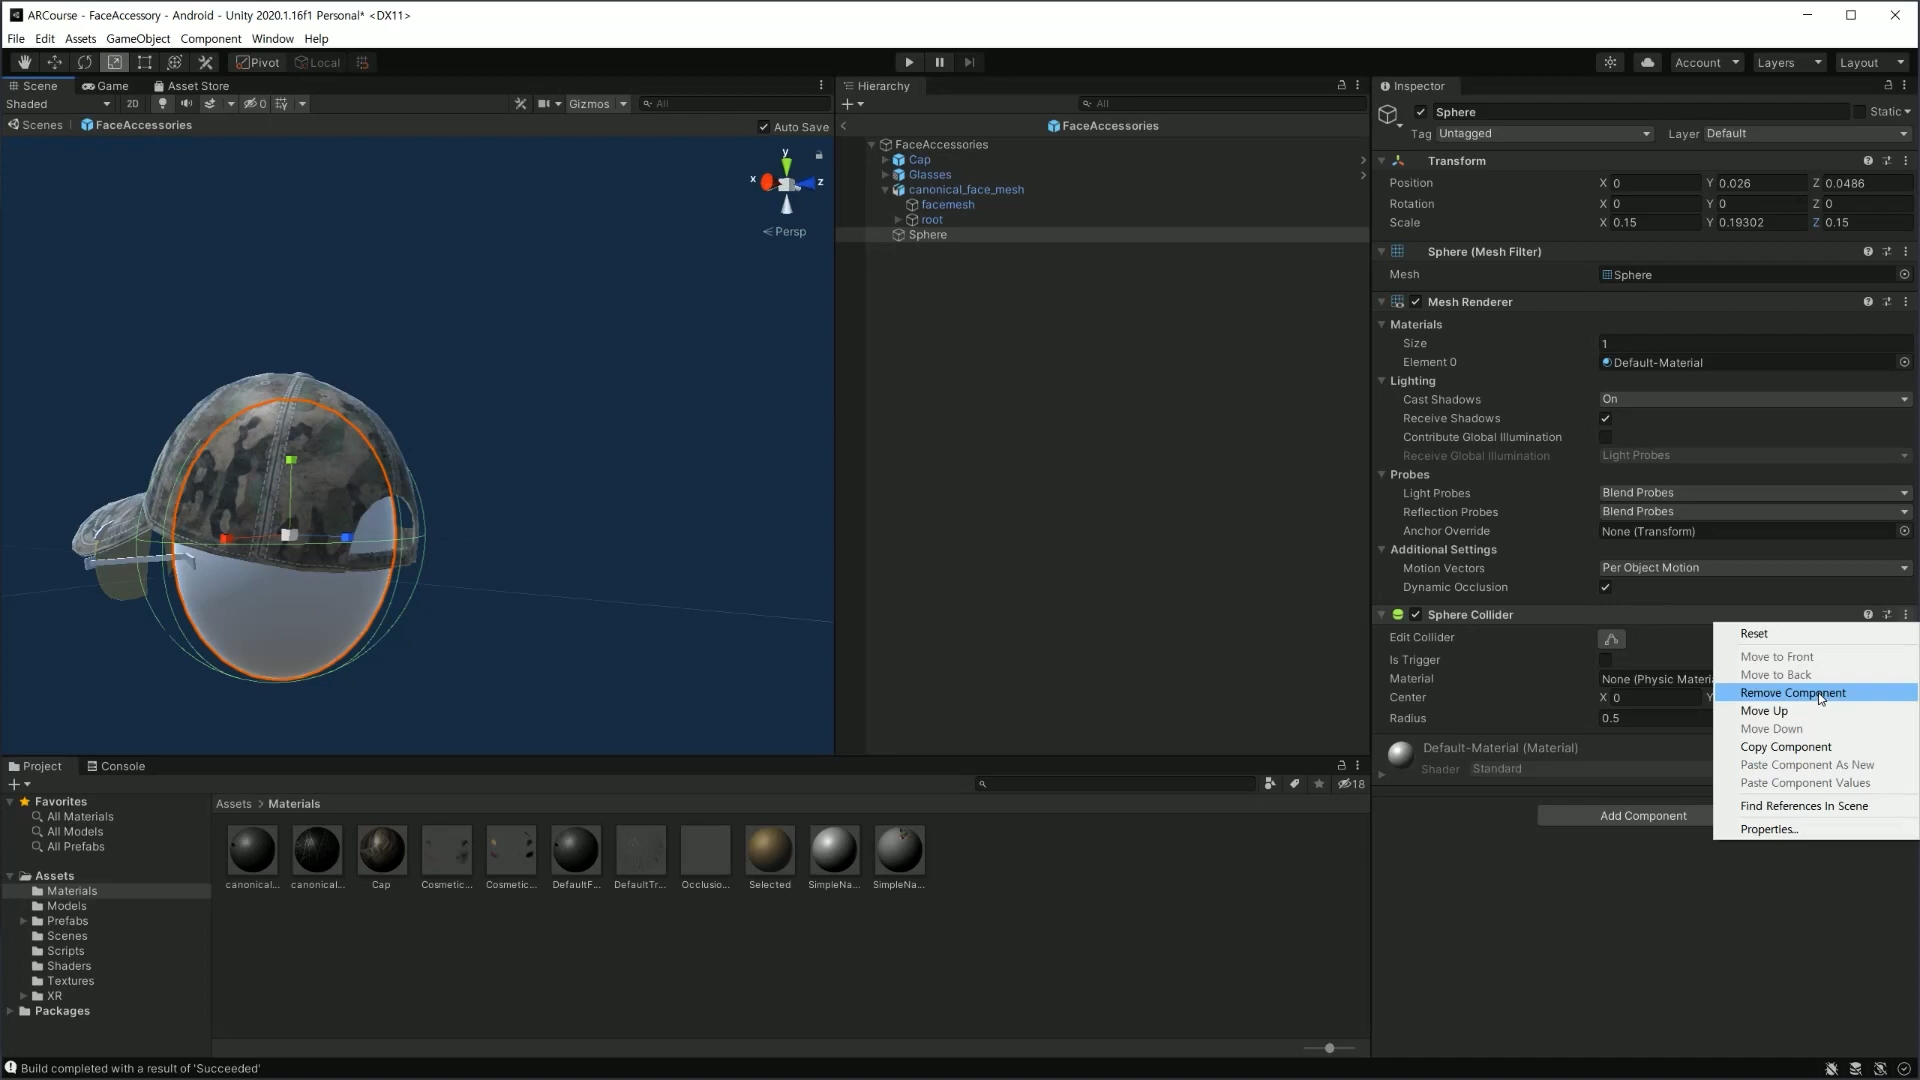 ARCourse - FaceAccessory - Android - Unity 2020.1.16f1 Personal* <DX11>
File Edit Assets GameObject Component Window Help
Pivot Local Account Layers Layout
Scene Game Asset Store
Shaded 2D 0 Gizmos All
Scenes FaceAccessories Auto Save
y
x z
Persp
Hierarchy
All
FaceAccessories
FaceAccessories
Cap
Glasses
canonical_face_mesh
facemesh
root
Sphere
Inspector
Sphere Static
Tag Untagged Layer Default
Transform
Position X 0 Y 0.026 Z 0.0486
Rotation X 0 Y 0 Z 0
Scale X 0.15 Y 0.19302 Z 0.15
Sphere (Mesh Filter)
Mesh Sphere
Mesh Renderer
Materials
Size 1
Element 0 Default-Material
Lighting
Cast Shadows On
Receive Shadows
Contribute Global Illumination
Receive Global Illumination Light Probes
Probes
Light Probes Blend Probes
Reflection Probes Blend Probes
Anchor Override None (Transform)
Additional Settings
Motion Vectors Per Object Motion
Dynamic Occlusion
Sphere Collider
Edit Collider
Is Trigger
Material None (Physic Materi
Center X 0 Y
Radius 0.5
Default-Material (Material)
Shader Standard
Add Component
Reset
Move to Front
Move to Back
Remove Component
Move Up
Move Down
Copy Component
Paste Component As New
Paste Component Values
Find References In Scene
Properties...
Project Console
18
Favorites
All Materials
All Models
All Prefabs
Assets
Materials
Models
Prefabs
Scenes
Scripts
Shaders
Textures
XR
Packages
Assets > Materials
canonical... canonical... Cap Cosmetic... Cosmetic... DefaultF... DefaultTr... Occlusio... Selected SimpleNa... SimpleNa...
Build completed with a result of 'Succeeded'